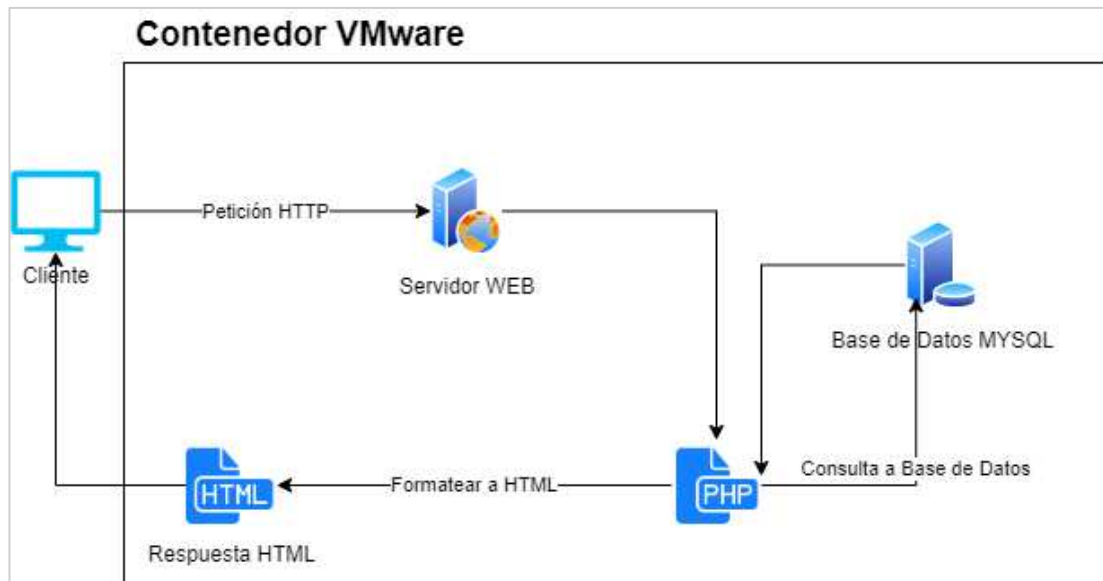 Contenedor VMware
Petición HTTP
Cliente
Servidor WEB
Base de Datos MYSQL
HTML
Formatear a HTML
PHP
Consulta a Base de Datos
Respuesta HTML